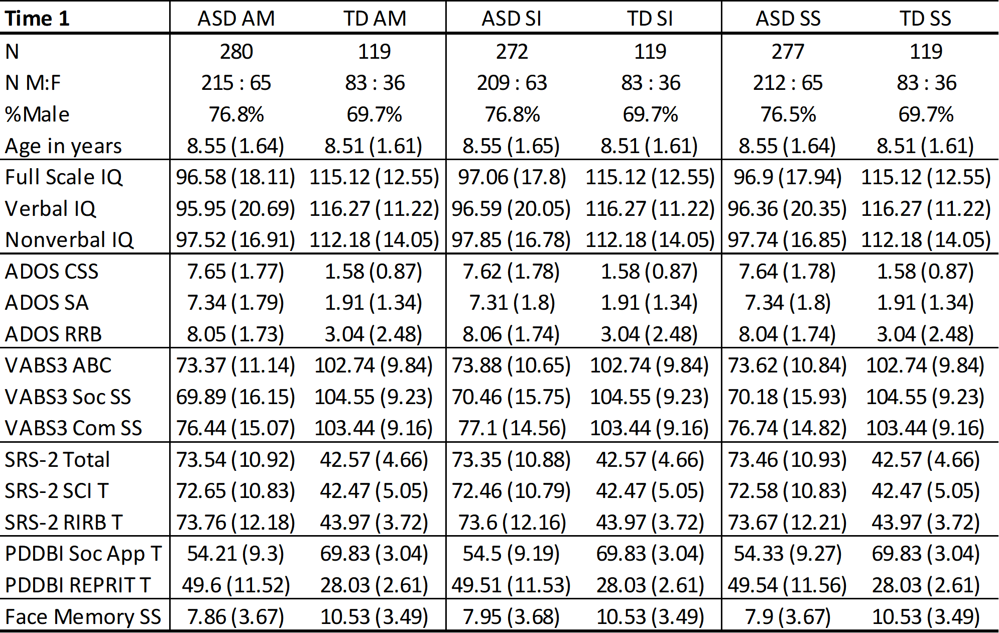 Time 1 ASD AM TD AM ASD SI TD SI ASD SS TD SS
N 280 119 272 119 277 119
N M:F 215 : 65 83 : 36 209 : 63 83 : 36 212 : 65 83 : 36
%Male 76.8% 69.7% 76.8% 69.7% 76.5% 69.7%
Age in years 8.55 (1.64) 8.51 (1.61) 8.55 (1.65) 8.51 (1.61) 8.55 (1.64) 8.51 (1.61)
Full Scale IQ 96.58 (18.11) 115.12 (12.55) 97.06 (17.8) 115.12 (12.55) 96.9 (17.94) 115.12 (12.55)
Verbal IQ 95.95 (20.69) 116.27 (11.22) 96.59 (20.05) 116.27 (11.22) 96.36 (20.35) 116.27 (11.22)
Nonverbal IQ 97.52 (16.91) 112.18 (14.05) 97.85 (16.78) 112.18 (14.05) 97.74 (16.85) 112.18 (14.05)
ADOS CSS 7.65 (1.77) 1.58 (0.87) 7.62 (1.78) 1.58 (0.87) 7.64 (1.78) 1.58 (0.87)
ADOS SA 7.34 (1.79) 1.91 (1.34) 7.31 (1.8) 1.91 (1.34) 7.34 (1.8) 1.91 (1.34)
ADOS RRB 8.05 (1.73) 3.04 (2.48) 8.06 (1.74) 3.04 (2.48) 8.04 (1.74) 3.04 (2.48)
VABS3 ABC 73.37 (11.14) 102.74 (9.84) 73.88 (10.65) 102.74 (9.84) 73.62 (10.84) 102.74 (9.84)
VABS3 Soc SS 69.89 (16.15) 104.55 (9.23) 70.46 (15.75) 104.55 (9.23) 70.18 (15.93) 104.55 (9.23)
VABS3 Com SS 76.44 (15.07) 103.44 (9.16) 77.1 (14.56) 103.44 (9.16) 76.74 (14.82) 103.44 (9.16)
SRS-2 Total 73.54 (10.92) 42.57 (4.66) 73.35 (10.88) 42.57 (4.66) 73.46 (10.93) 42.57 (4.66)
SRS-2 SCI T 72.65 (10.83) 42.47 (5.05) 72.46 (10.79) 42.47 (5.05) 72.58 (10.83) 42.47 (5.05)
SRS-2 RIRB T 73.76 (12.18) 43.97 (3.72) 73.6 (12.16) 43.97 (3.72) 73.67 (12.21) 43.97 (3.72)
PDDBI Soc App T 54.21 (9.3) 69.83 (3.04) 54.5 (9.19) 69.83 (3.04) 54.33 (9.27) 69.83 (3.04)
PDDBI REPRIT T 49.6 (11.52) 28.03 (2.61) 49.51 (11.53) 28.03 (2.61) 49.54 (11.56) 28.03 (2.61)
Face Memory SS 7.86 (3.67) 10.53 (3.49) 7.95 (3.68) 10.53 (3.49) 7.9 (3.67) 10.53 (3.49)